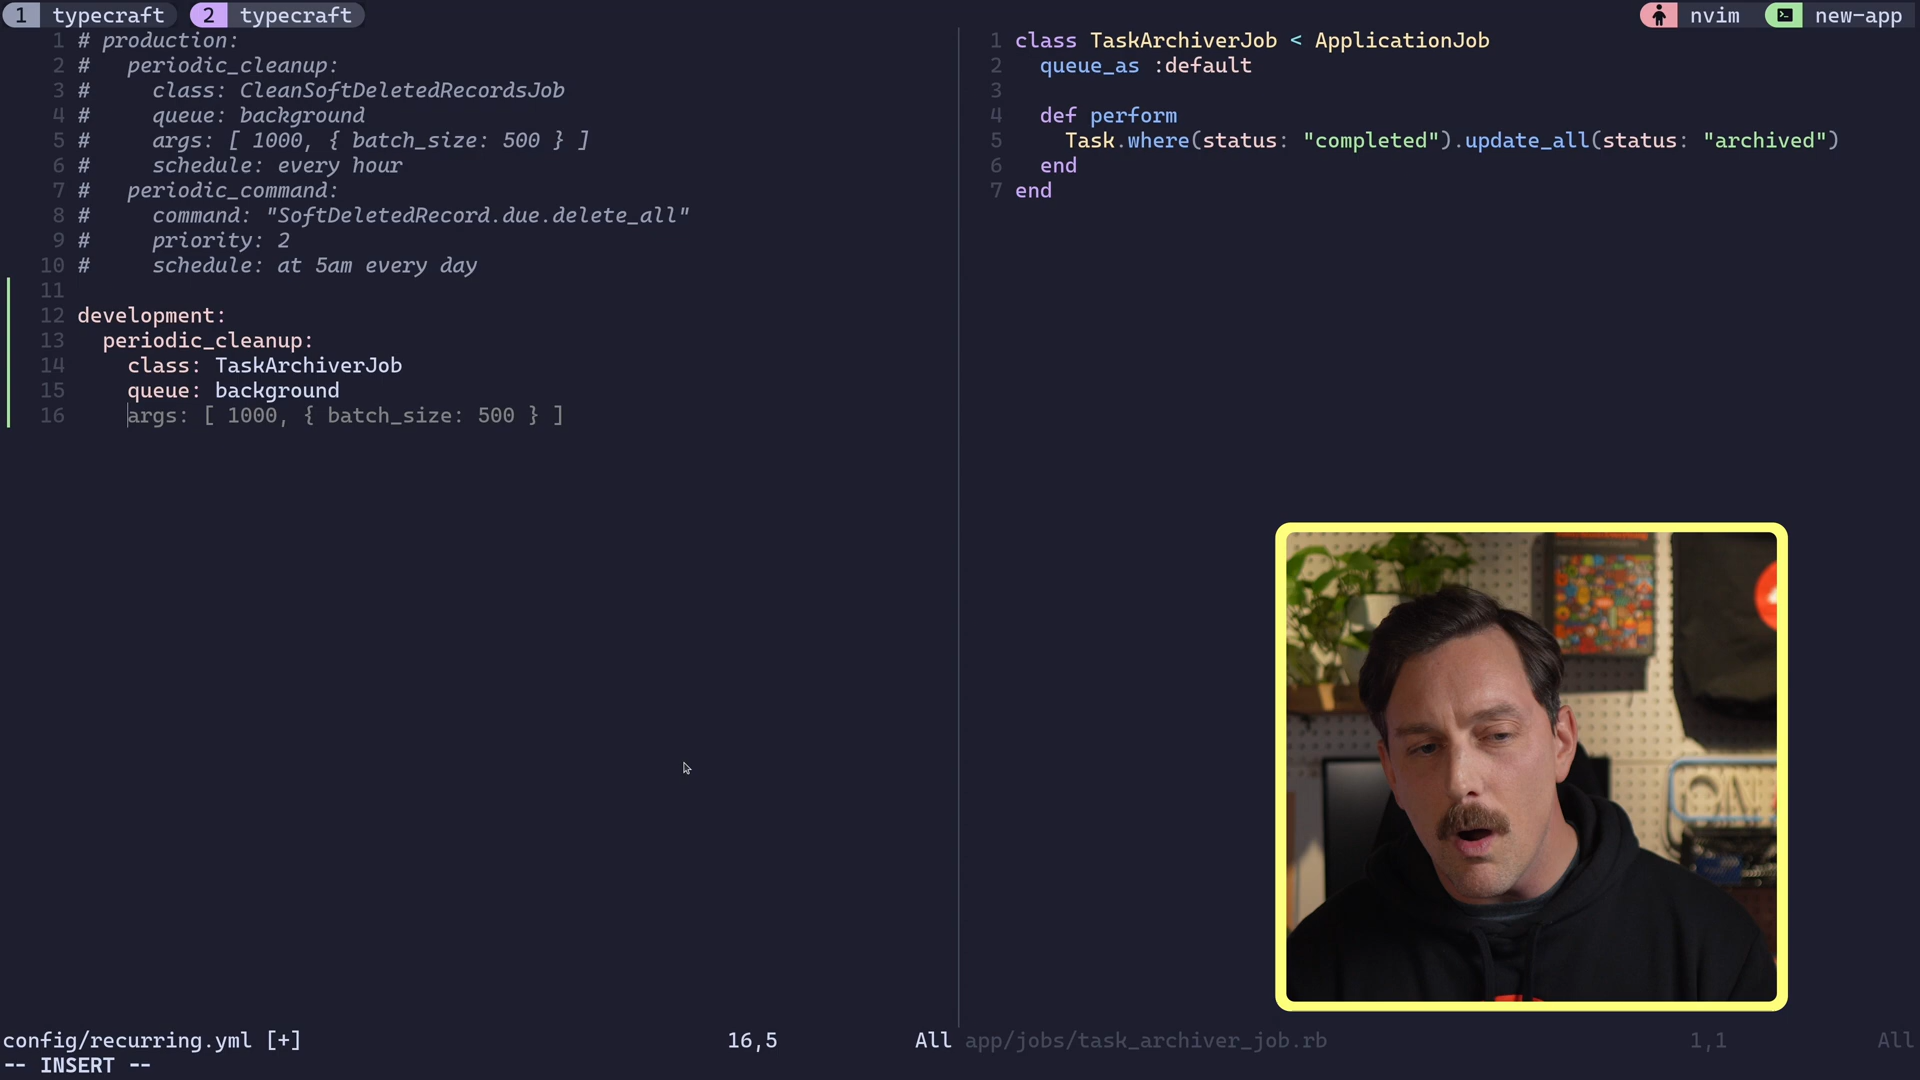 1 typecraft 2 typecraft nvim new-app
1 # production:
2 #   periodic_cleanup:
3 #     class: CleanSoftDeletedRecordsJob
4 #     queue: background
5 #     args: [ 1000, { batch_size: 500 } ]
6 #     schedule: every hour
7 #   periodic_command:
8 #     command: "SoftDeletedRecord.due.delete_all"
9 #     priority: 2
10 #     schedule: at 5am every day
11
12 development:
13   periodic_cleanup:
14     class: TaskArchiverJob
15     queue: background
16     args: [ 1000, { batch_size: 500 } ]
config/recurring.yml [+] 16,5 All
-- INSERT --
1 class TaskArchiverJob < ApplicationJob
2   queue_as :default
3
4   def perform
5     Task.where(status: "completed").update_all(status: "archived")
6   end
7 end
app/jobs/task_archiver_job.rb 1,1 All